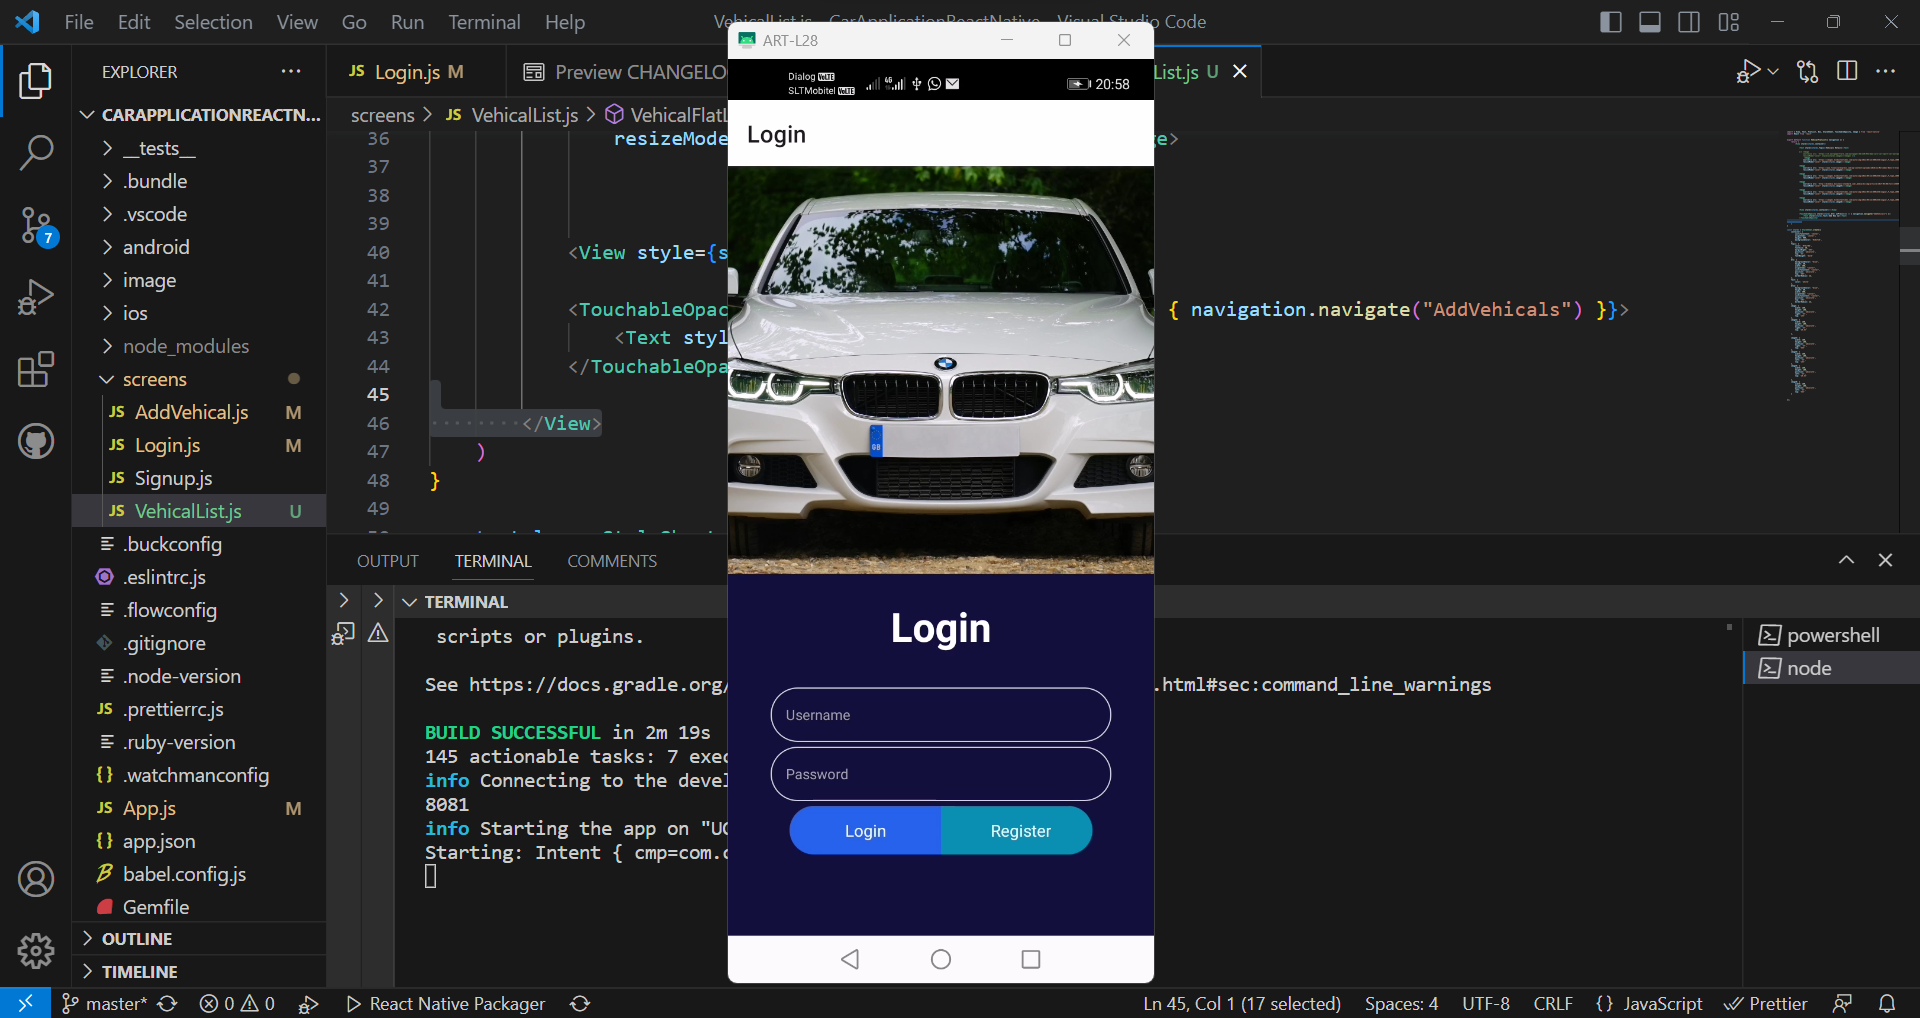 File Edit Selection View Go Run Terminal Help
VehicalList.js - CarApplicationReactNative - Visual Studio Code
EXPLORER
CARAPPLICATIONREACTN...
__tests__
.bundle
.vscode
android
image
ios
node_modules
screens
AddVehical.js M
Login.js M
Signup.js
VehicalList.js U
.buckconfig
.eslintrc.js
.flowconfig
.gitignore
.node-version
.prettierrc.js
.ruby-version
.watchmanconfig
App.js M
app.json
babel.config.js
Gemfile
OUTLINE
TIMELINE
7
JS Login.js M
Preview CHANGELO
List.js U
screens > JS VehicalList.js > VehicalFlatL
36 resizeMode ge>
37
38
39
40 <View style={s
41
42 <TouchableOpac { navigation.navigate("AddVehicals") }}>
43 <Text styl
44 </TouchableOpa
45
46 </View>
47 )
48 }
49
OUTPUT TERMINAL COMMENTS
TERMINAL
scripts or plugins.
See https://docs.gradle.org/ .html#sec:command_line_warnings
BUILD SUCCESSFUL in 2m 19s
145 actionable tasks: 7 exec
info Connecting to the devel
8081
info Starting the app on "UC
Starting: Intent { cmp=com.c
powershell
node
ART-L28
Dialog VoLTE
SLTMobitel VoLTE
4G
20:58
Login
GB
Login
Username
Password
Login Register
master* 0 0 React Native Packager
Ln 45, Col 1 (17 selected) Spaces: 4 UTF-8 CRLF {} JavaScript Prettier